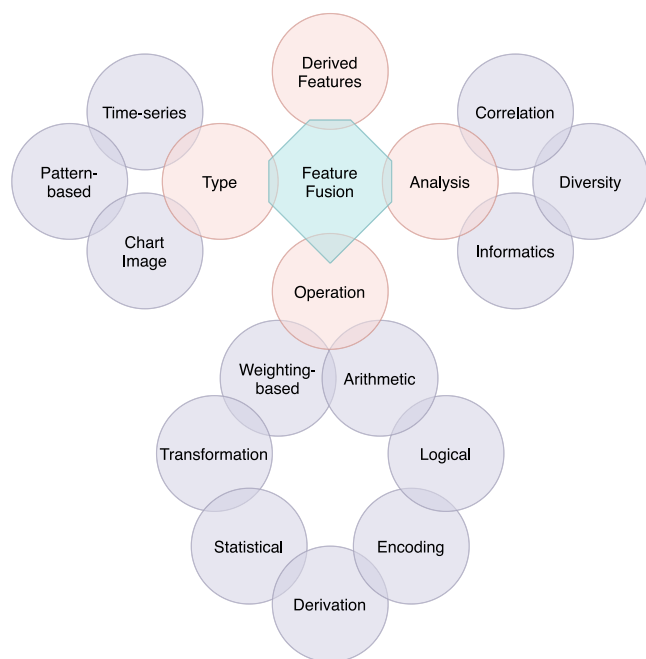 Derived
Features
Time-series
Correlation
Pattern-
based
Type
Feature
Fusion
Analysis
Diversity
Chart
Image
Informatics
Operation
Weighting-
based
Arithmetic
Transformation
Logical
Statistical
Encoding
Derivation